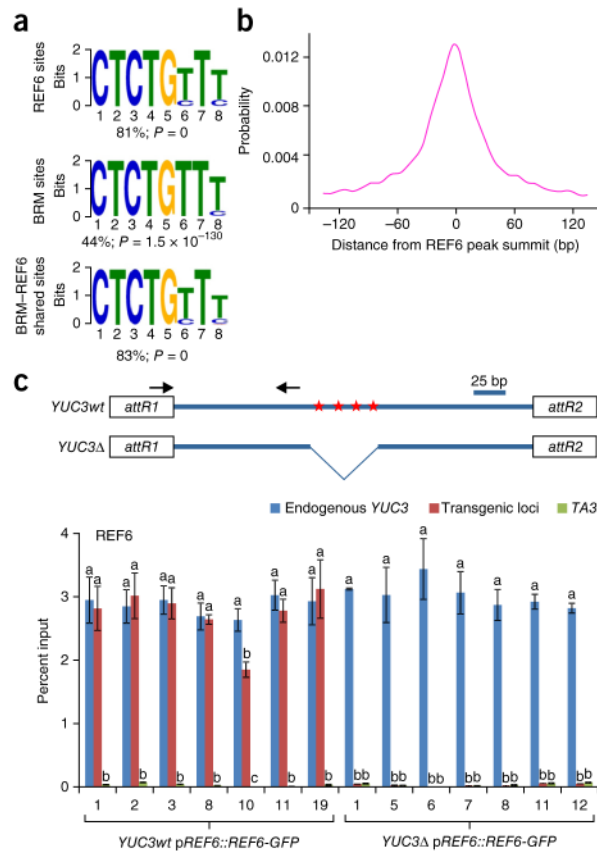 a
REF6 sites
Bits
2
1
0
CTCTGTTT
C C
1 2 3 4 5 6 7 8
81%; P = 0
BRM sites
Bits
2
1
0
CTCTGTTT
C
1 2 3 4 5 6 7 8
44%; P = 1.5 × 10−130
BRM–REF6
shared sites
Bits
2
1
0
CTCTGTTT
C C
1 2 3 4 5 6 7 8
83%; P = 0
b
Probability
0.012
0.008
0.004
0
−120 −60 0 60 120
Distance from REF6 peak summit (bp)
c
25 bp
YUC3wt attR1 attR2
YUC3Δ attR1 attR2
Endogenous YUC3 Transgenic loci TA3
REF6
Percent input
4
3
2
1
0
a a b a a b a a b a a b a b c a a b a a b a b b a b b a b b a b b a b b a b b a b b
1 2 3 8 10 11 19 1 5 6 7 8 11 12
YUC3wt pREF6::REF6-GFP YUC3Δ pREF6::REF6-GFP